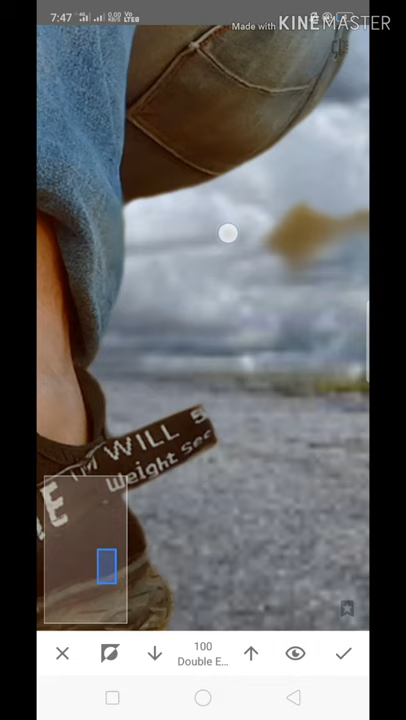 7:47
Made with KINEMASTER
I'M WILL
Weight Sec
E
100
Double E...